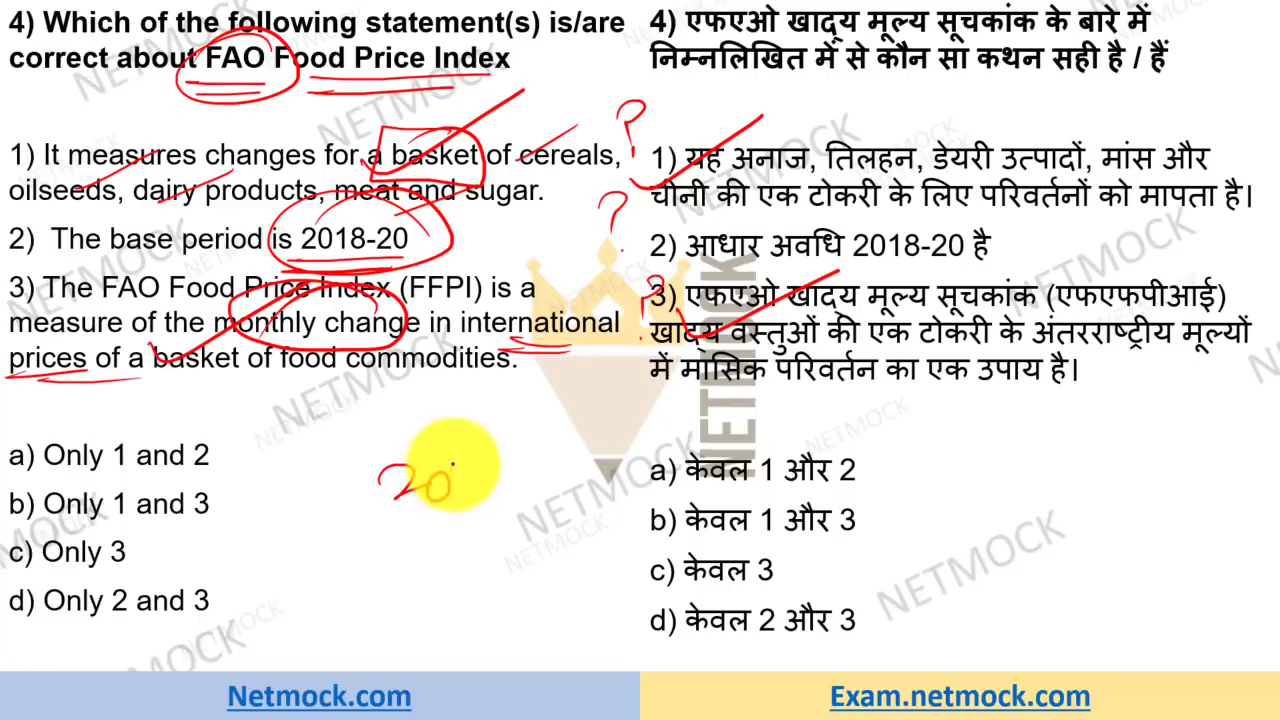 4) Which of the following statement(s) is/are
correct about FAO Food Price Index
1) It measures changes for a basket of cereals,
oilseeds, dairy products, meat and sugar.
2) The base period is 2018-20
3) The FAO Food Price Index (FFPI) is a
measure of the monthly change in international
prices of a basket of food commodities.
a) Only 1 and 2
b) Only 1 and 3
c) Only 3
d) Only 2 and 3
20
4) एफएओ खाद्य मूल्य सूचकांक के बारे में
निम्नलिखित में से कौन सा कथन सही है / हैं
1) यह अनाज, तिलहन, डेयरी उत्पादों, मांस और
चीनी की एक टोकरी के लिए परिवर्तनों को मापता है।
2) आधार अवधि 2018-20 है
3) एफएओ खाद्य मूल्य सूचकांक (एफएफपीआई)
खाद्य वस्तुओं की एक टोकरी के अंतरराष्ट्रीय मूल्यों
में मासिक परिवर्तन का एक उपाय है।
a) केवल 1 और 2
b) केवल 1 और 3
c) केवल 3
d) केवल 2 और 3
NETMOCK
Netmock.com
Exam.netmock.com